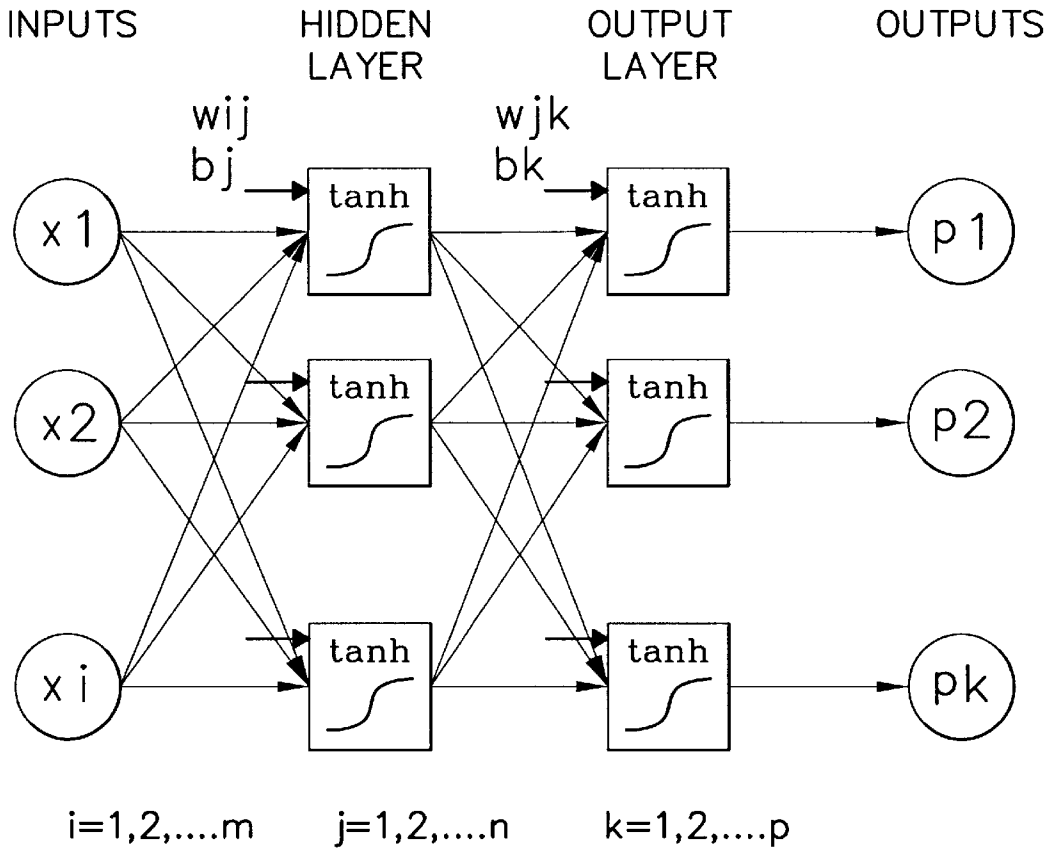 INPUTS HIDDEN LAYER OUTPUT LAYER OUTPUTS
wij
bj
wjk
bk
x1 tanh tanh p1
x2 tanh tanh p2
xi tanh tanh pk
i=1,2,....m j=1,2,....n k=1,2,....p